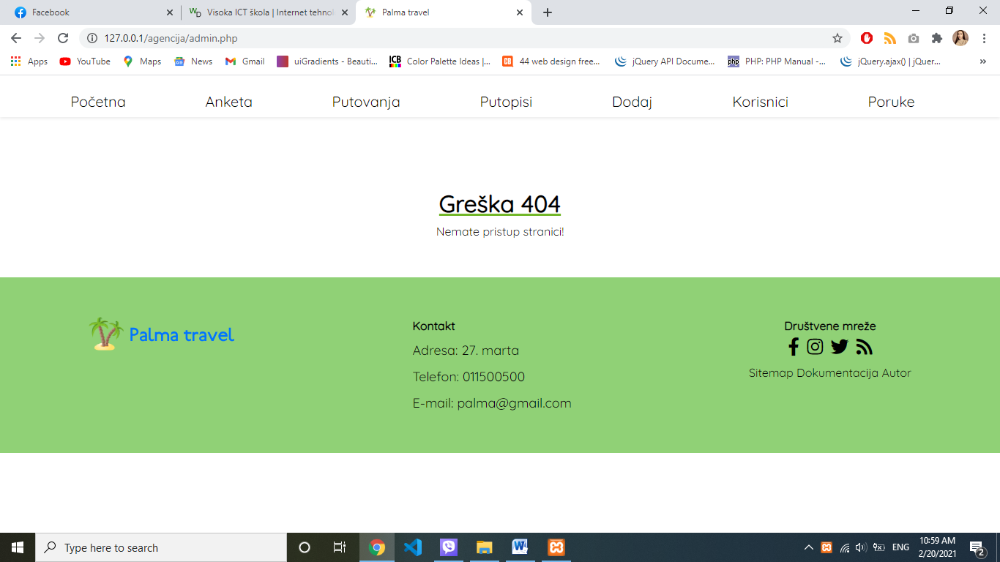 Facebook
Visoka ICT škola | Internet tehnol
Palma travel
127.0.0.1/agencija/admin.php
Apps
YouTube
Maps
News
Gmail
uiGradients - Beauti...
ICB
Color Palette Ideas |...
CB
44 web design free...
jQuery API Docume...
php
PHP: PHP Manual -...
jQuery.ajax() | jQuer...
»
Početna
Anketa
Putovanja
Putopisi
Dodaj
Korisnici
Poruke
Greška 404
Nemate pristup stranici!
Palma travel
Kontakt
Adresa: 27. marta
Telefon: 011500500
E-mail: palma@gmail.com
Društvene mreže
Sitemap Dokumentacija Autor
Type here to search
ENG
10:59 AM
2/20/2021
2